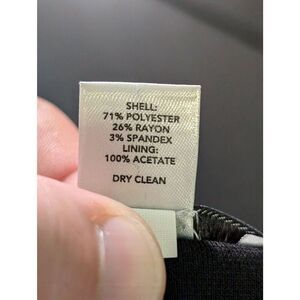 SHELL:
71% POLYESTER
26% RAYON
3% SPANDEX
LINING:
100% ACETATE
DRY CLEAN